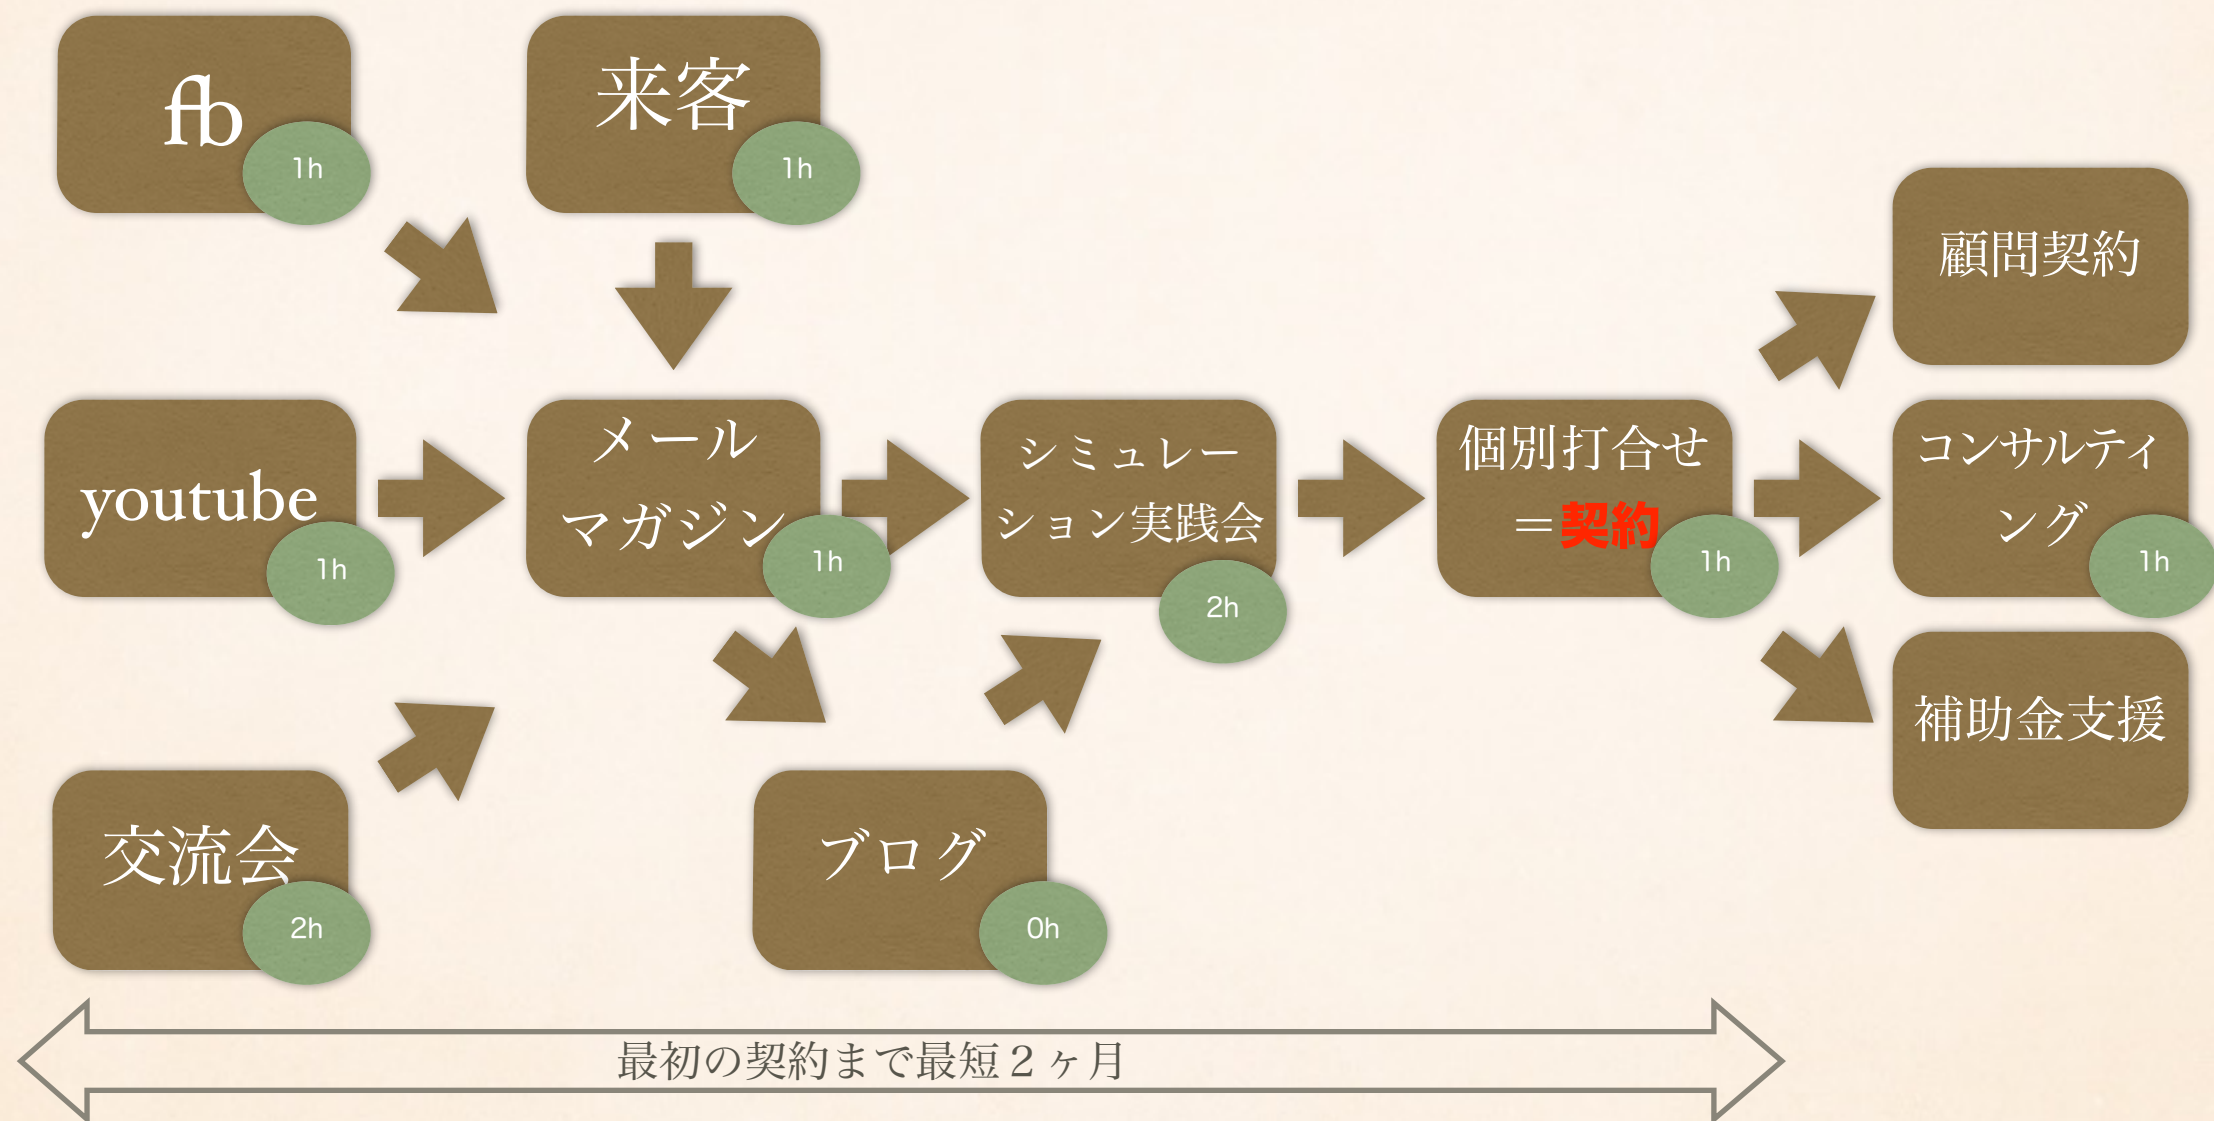 fb
1h
来客
1h
顧問契約
youtube
1h
メール
マガジン
1h
シミュレー
ション実践会
2h
個別打合せ
＝契約
1h
コンサルティ
ング
1h
補助金支援
交流会
2h
ブログ
0h
最初の契約まで最短２ヶ月